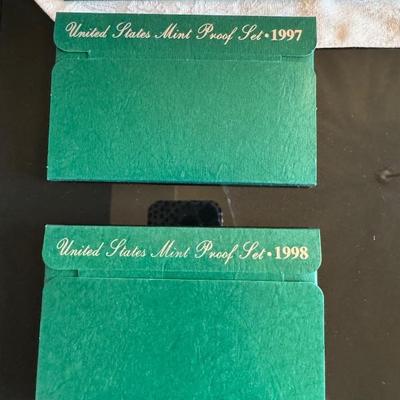 United States Mint Proof Set • 1997
United States Mint Proof Set • 1998